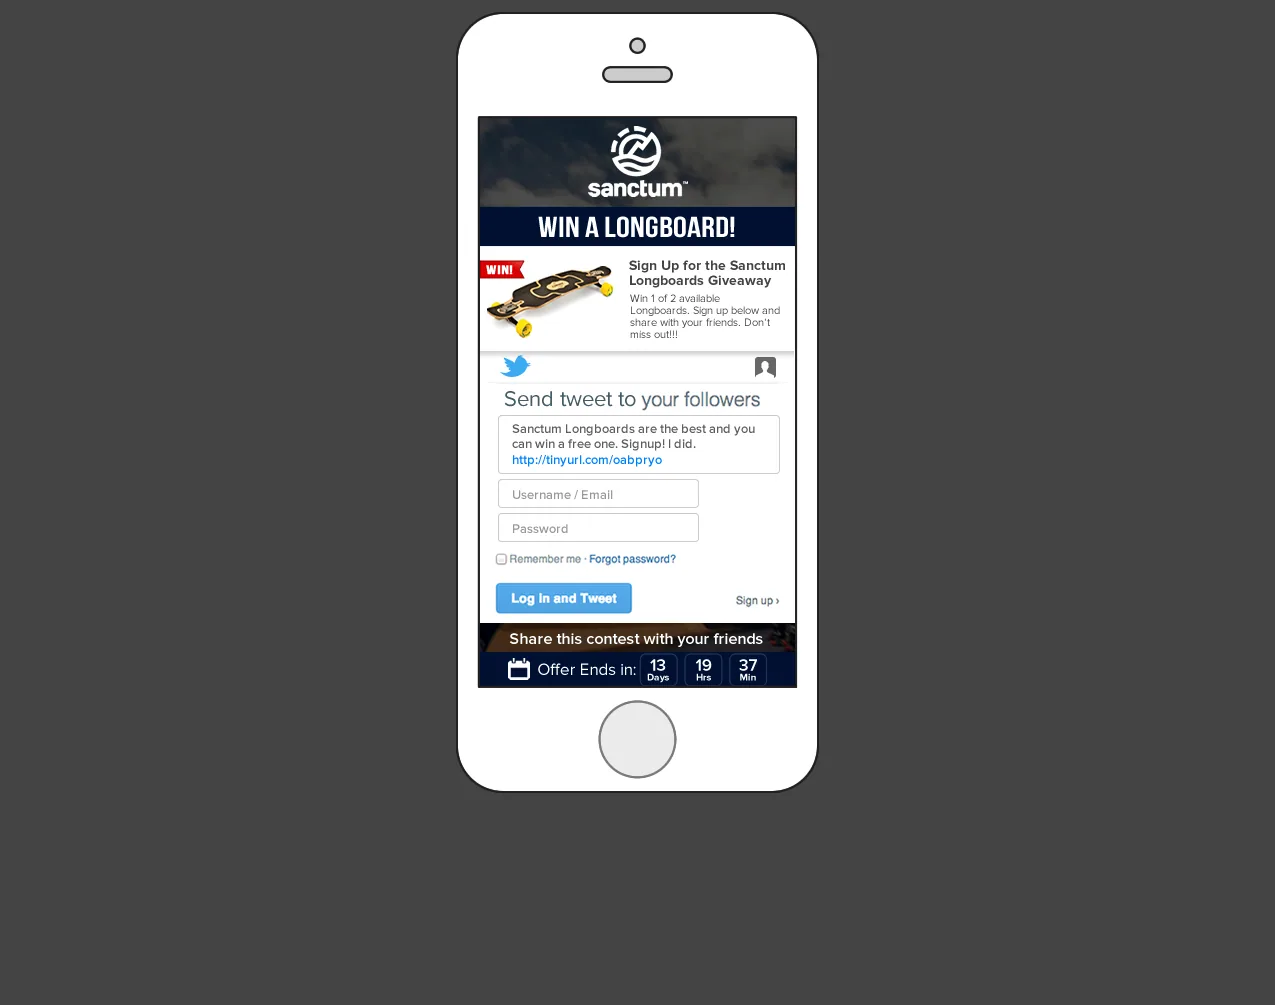 sanctum™
WIN A LONGBOARD!
WIN!
Sign Up for the Sanctum
Longboards Giveaway
Win 1 of 2 available
Longboards. Sign up below and
share with your friends. Don't
miss out!!!
Send tweet to your followers
Sanctum Longboards are the best and you
can win a free one. Signup! I did.
http://tinyurl.com/oabpryo
Username / Email
Password
Remember me · Forgot password?
Log in and Tweet
Sign up ›
Share this contest with your friends
Offer Ends in: 13 19 37
Days Hrs Min